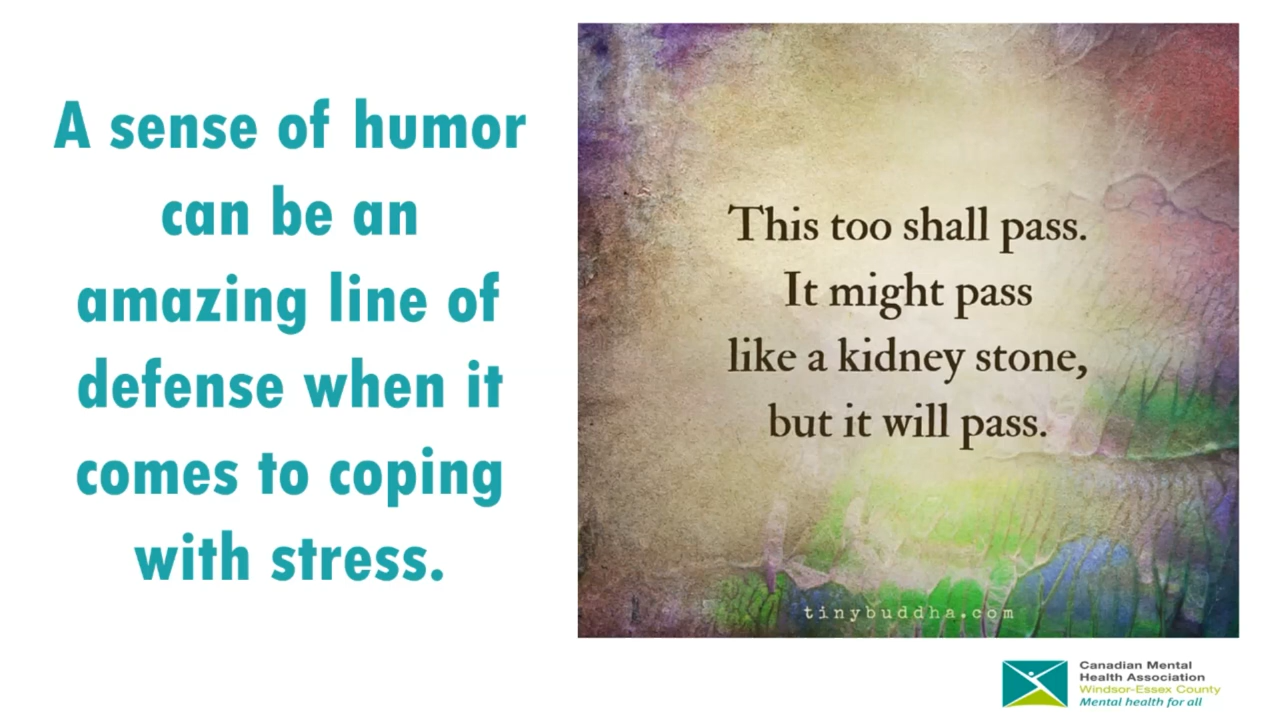 A sense of humor
can be an
amazing line of
defense when it
comes to coping
with stress.
This too shall pass.
It might pass
like a kidney stone,
but it will pass.
tinybuddha.com
Canadian Mental
Health Association
Windsor-Essex County
Mental health for all